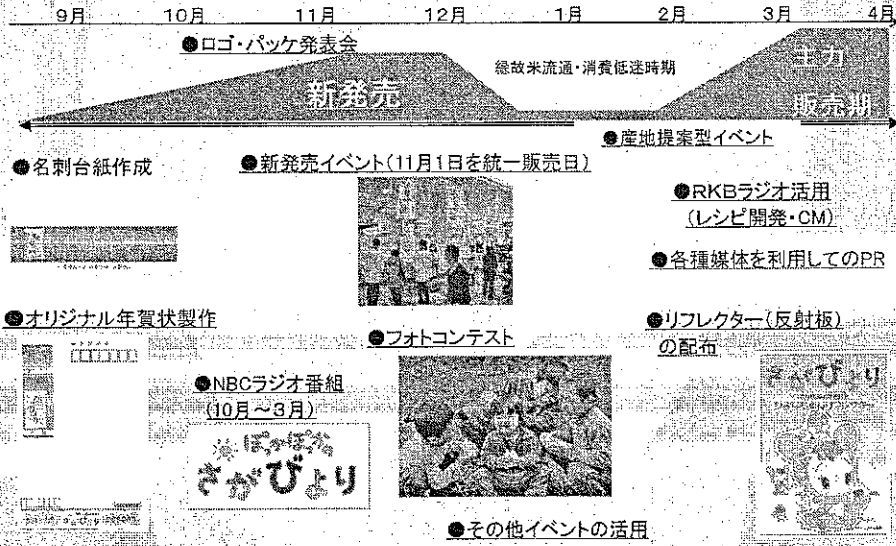 9月 10月 11月 12月 1月 2月 3月 4月
●ロゴ・パッケ発表会
縁故米流通・消費低迷時期
主力
販売期
新発売
●産地提案型イベント
●名刺台紙作成
●新発売イベント(11月1日を統一販売日)
●RKBラジオ活用
(レシピ開発・CM)
●各種媒体を利用してのPR
●オリジナル年賀状製作
●フォトコンテスト
●リフレクター(反射板)
の配布
●NBCラジオ番組
(10月～3月)
ぽっかぽか
さがびより
さがびより
●その他イベントの活用